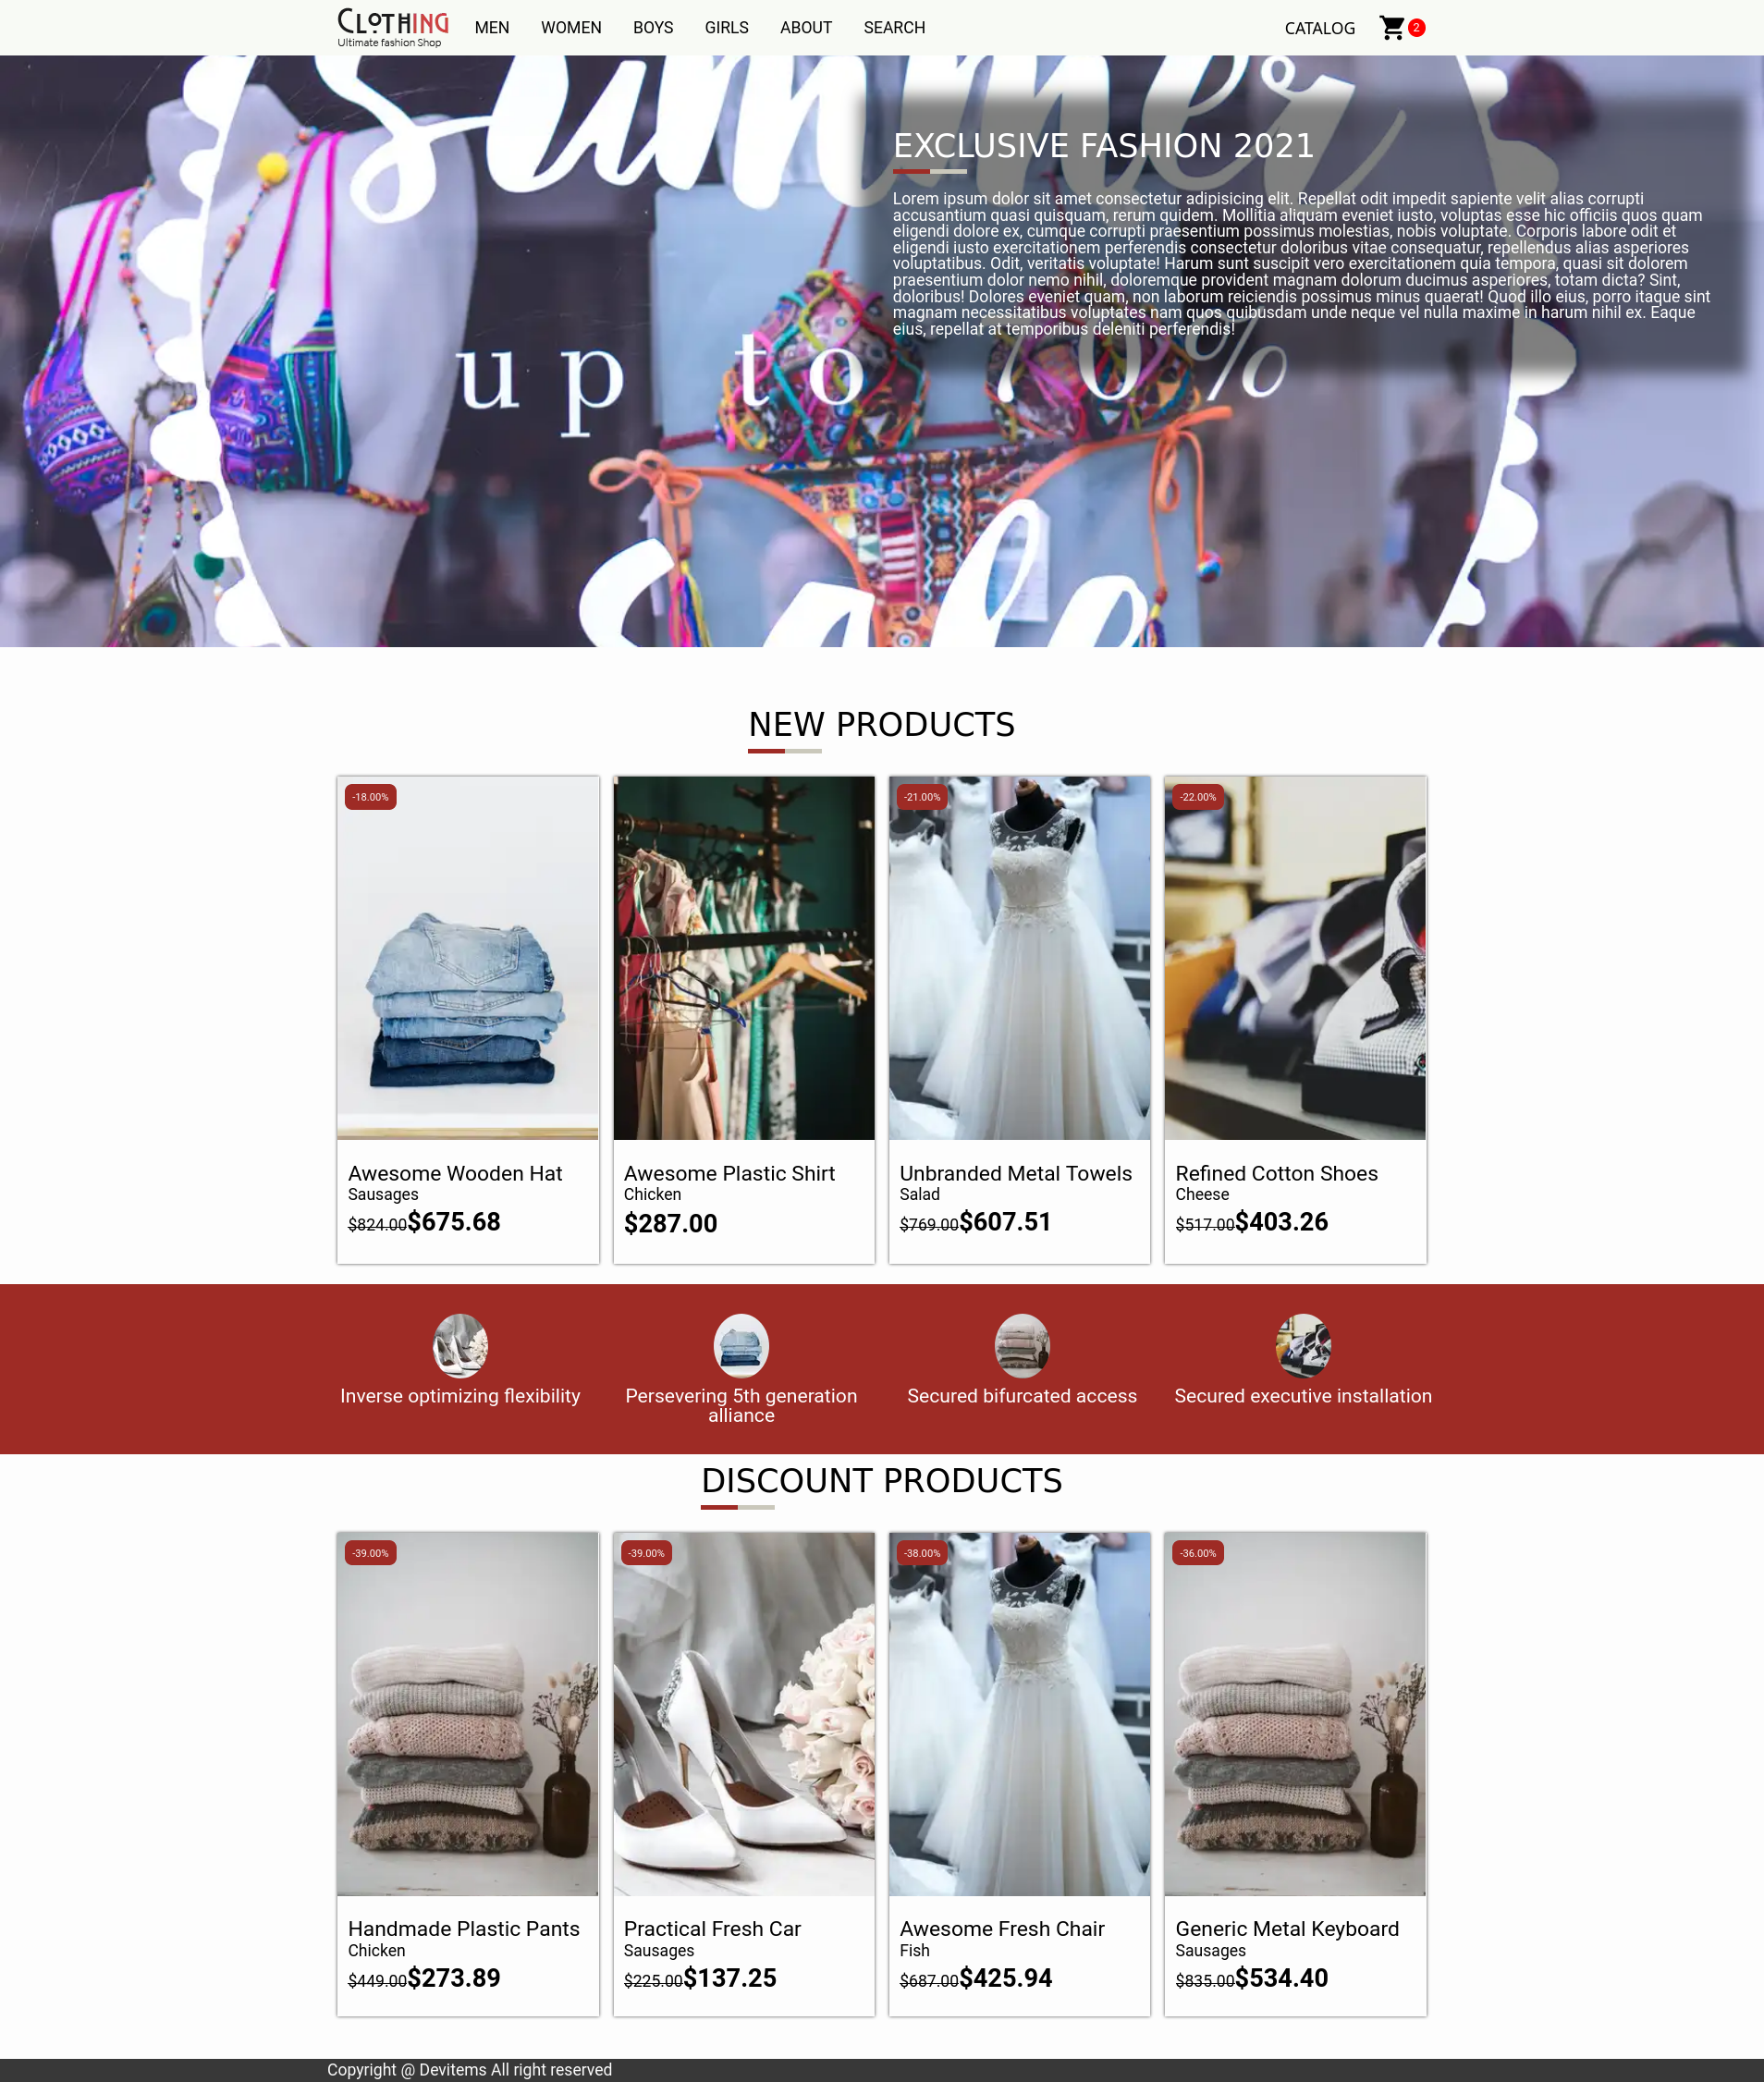 CLOTHING
Ultimate fashion Shop
MEN WOMEN BOYS GIRLS ABOUT SEARCH
CATALOG 2
summer
EXCLUSIVE FASHION 2021
Lorem ipsum dolor sit amet consectetur adipisicing elit. Repellat odit impedit sapiente velit alias corrupti
accusantium quasi quisquam, rerum quidem. Mollitia aliquam eveniet iusto, voluptas esse hic officiis quos quam
eligendi dolore ex, cumque corrupti praesentium possimus molestias, nobis voluptate. Corporis labore odit et
eligendi iusto exercitationem perferendis consectetur doloribus vitae consequatur, repellendus alias asperiores
voluptatibus. Odit, veritatis voluptate! Harum sunt suscipit vero exercitationem quia tempora, quasi sit dolorem
praesentium dolor nemo nihil, doloremque provident magnam dolorum ducimus asperiores, totam dicta? Sint,
doloribus! Dolores eveniet quam, non laborum reiciendis possimus minus quaerat! Quod illo eius, porro itaque sint
magnam necessitatibus voluptates nam quos quibusdam unde neque vel nulla maxime in harum nihil ex. Eaque
eius, repellat at temporibus deleniti perferendis!
up to 70%
Sale
NEW PRODUCTS
-18.00% -21.00% -22.00%
Awesome Wooden Hat Awesome Plastic Shirt Unbranded Metal Towels Refined Cotton Shoes
Sausages Chicken Salad Cheese
$824.00$675.68 $287.00 $769.00$607.51 $517.00$403.26
Inverse optimizing flexibility Persevering 5th generation Secured bifurcated access Secured executive installation
alliance
DISCOUNT PRODUCTS
-39.00% -39.00% -38.00% -36.00%
Handmade Plastic Pants Practical Fresh Car Awesome Fresh Chair Generic Metal Keyboard
Chicken Sausages Fish Sausages
$449.00$273.89 $225.00$137.25 $687.00$425.94 $835.00$534.40
Copyright @ Devitems All right reserved